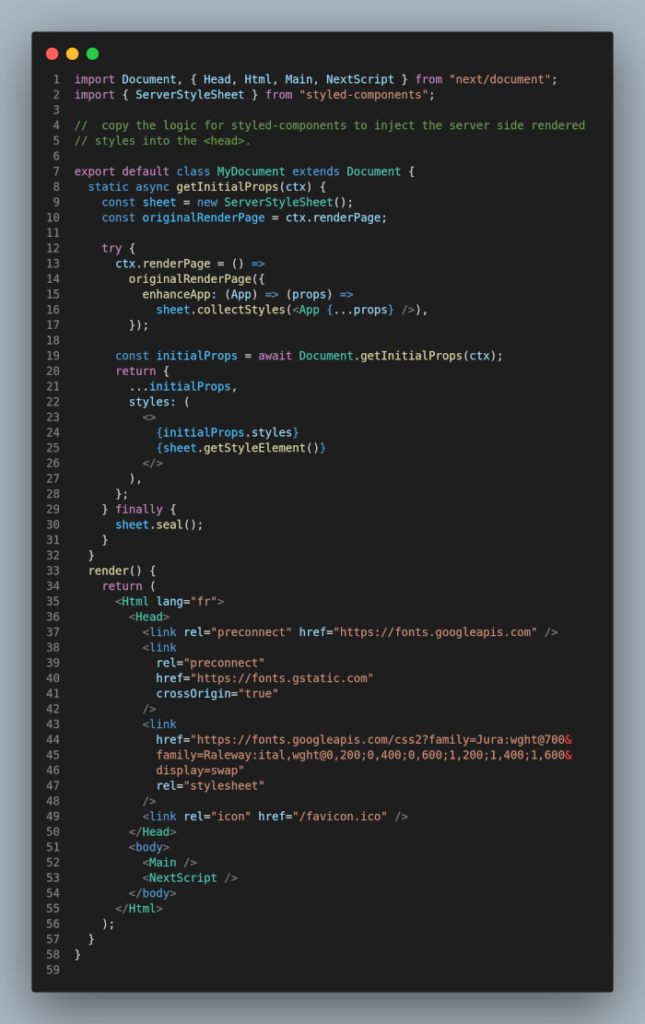 1 import Document, { Head, Html, Main, NextScript } from "next/document";
2 import { ServerStyleSheet } from "styled-components";
3
4 //  copy the logic for styled-components to inject the server side rendered
5 // styles into the <head>.
6
7 export default class MyDocument extends Document {
8   static async getInitialProps(ctx) {
9     const sheet = new ServerStyleSheet();
10     const originalRenderPage = ctx.renderPage;
11
12     try {
13       ctx.renderPage = () =>
14         originalRenderPage({
15           enhanceApp: (App) => (props) =>
16             sheet.collectStyles(<App {...props} />),
17         });
18
19       const initialProps = await Document.getInitialProps(ctx);
20       return {
21         ...initialProps,
22         styles: (
23           <>
24             {initialProps.styles}
25             {sheet.getStyleElement()}
26           </>
27         ),
28       };
29     } finally {
30       sheet.seal();
31     }
32   }
33   render() {
34     return (
35       <Html lang="fr">
36         <Head>
37           <link rel="preconnect" href="https://fonts.googleapis.com" />
38           <link
39             rel="preconnect"
40             href="https://fonts.gstatic.com"
41             crossOrigin="true"
42           />
43           <link
44             href="https://fonts.googleapis.com/css2?family=Jura:wght@700&
45             family=Raleway:ital,wght@0,200;0,400;0,600;1,200;1,400;1,600&
46             display=swap"
47             rel="stylesheet"
48           />
49           <link rel="icon" href="/favicon.ico" />
50         </Head>
51         <body>
52           <Main />
53           <NextScript />
54         </body>
55       </Html>
56     );
57   }
58 }
59